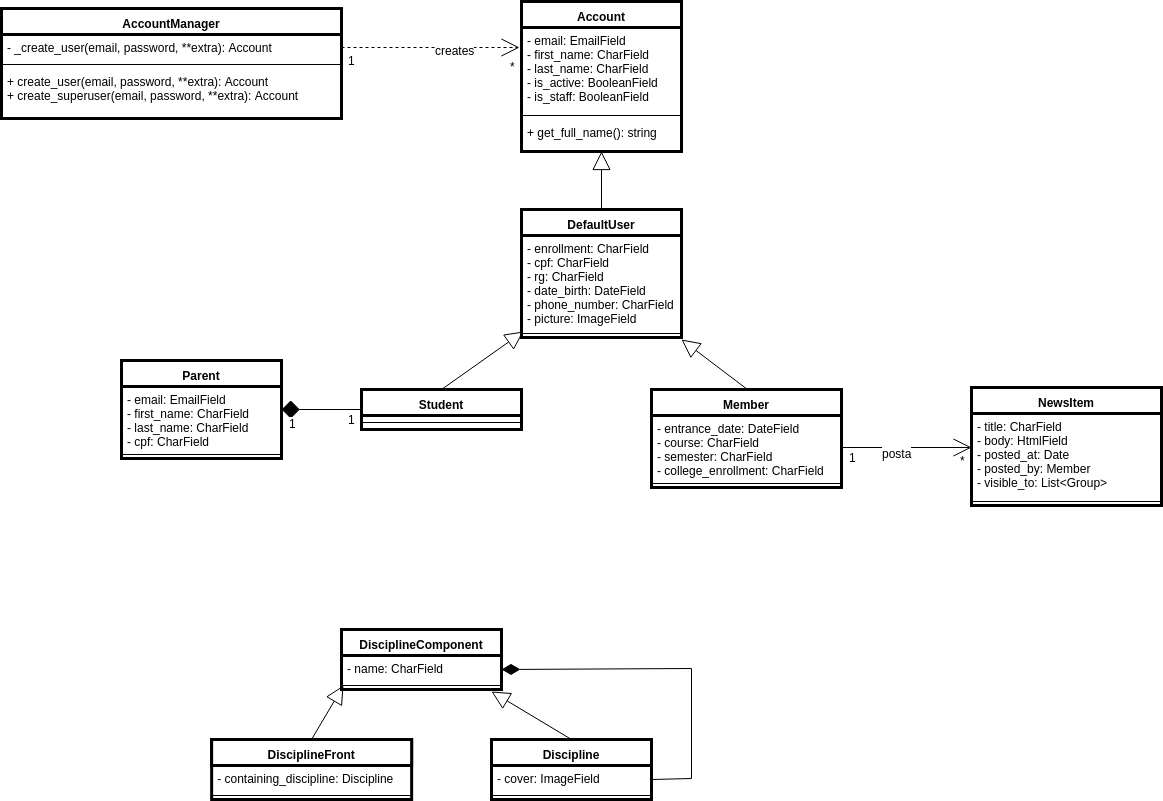 AccountManager
- _create_user(email, password, **extra): Account
+ create_user(email, password, **extra): Account
+ create_superuser(email, password, **extra): Account
1
creates
*
Account
- email: EmailField
- first_name: CharField
- last_name: CharField
- is_active: BooleanField
- is_staff: BooleanField
+ get_full_name(): string
DefaultUser
- enrollment: CharField
- cpf: CharField
- rg: CharField
- date_birth: DateField
- phone_number: CharField
- picture: ImageField
Parent
- email: EmailField
- first_name: CharField
- last_name: CharField
- cpf: CharField
1
1
Student
Member
- entrance_date: DateField
- course: CharField
- semester: CharField
- college_enrollment: CharField
1
posta
*
NewsItem
- title: CharField
- body: HtmlField
- posted_at: Date
- posted_by: Member
- visible_to: List<Group>
DisciplineComponent
- name: CharField
DisciplineFront
- containing_discipline: Discipline
Discipline
- cover: ImageField